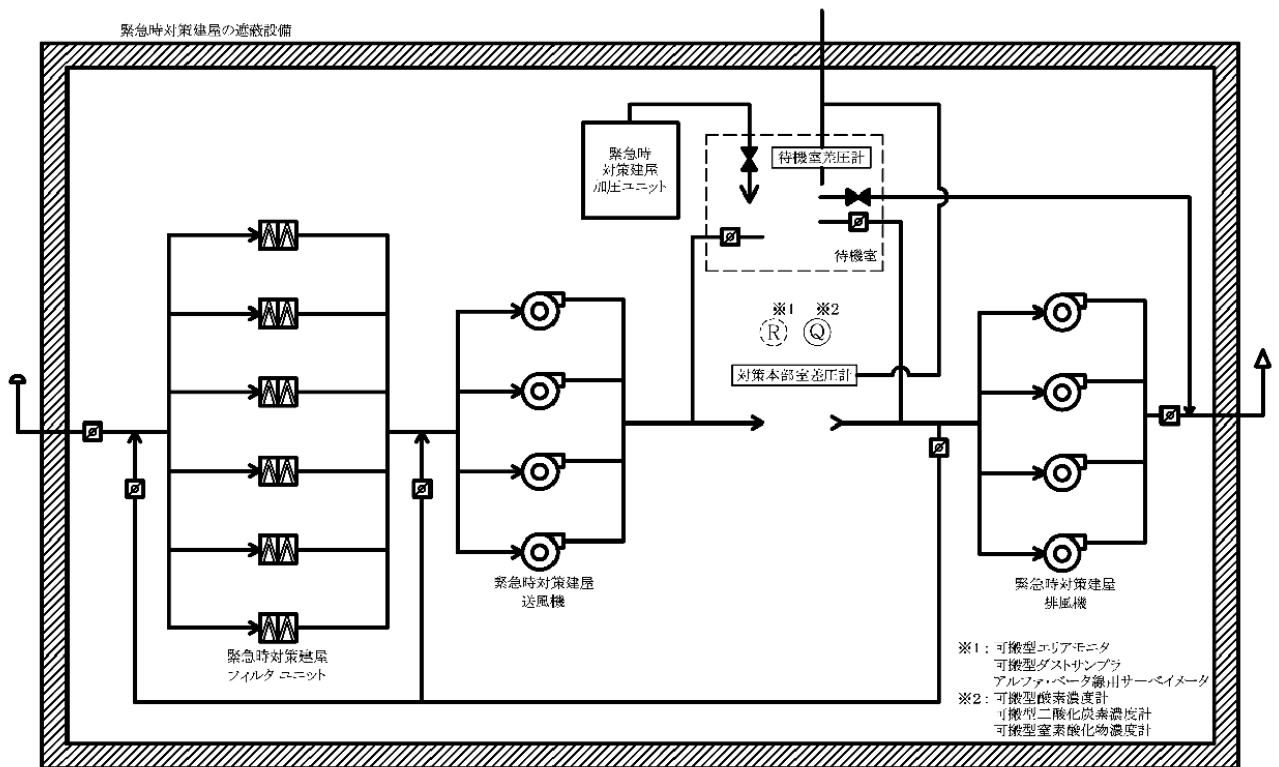 緊急時対策建屋の遮蔽設備
緊急時
対策建屋
加圧ユニット
待機室差圧計
待機室
※1 ※2
R Q
対策本部室差圧計
緊急時対策建屋
送風機
緊急時対策建屋
排風機
緊急時対策建屋
フィルタユニット
※1：可搬型エリアモニタ
可搬型ダストサンプラ
アルファ・ベータ線用サーベイメータ
※2：可搬型酸素濃度計
可搬型二酸化炭素濃度計
可搬型窒素酸化物濃度計